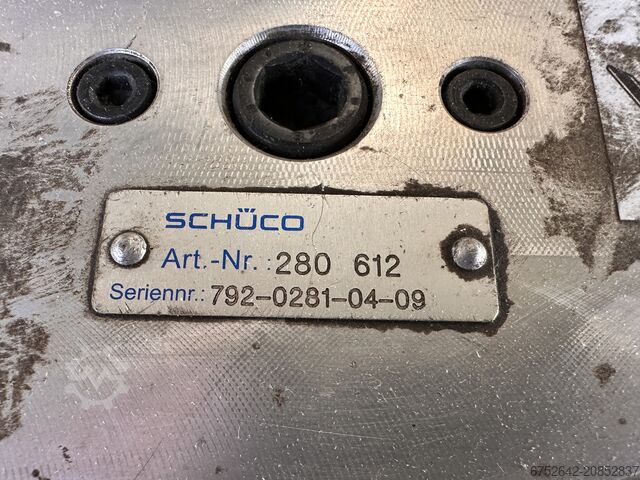 SCHÜCO
Art.-Nr.: 280 612
Seriennr.: 792-0281-04-09
6752642-20852837